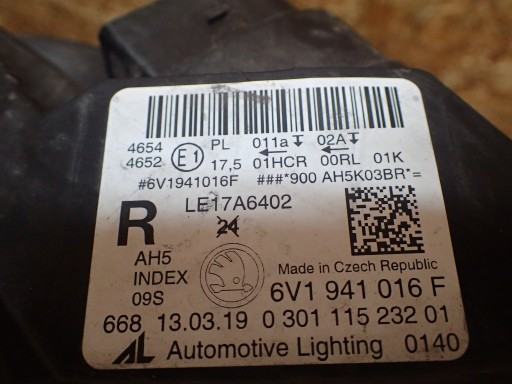 4654 E1 PL 011a 02A
4652 17,5 01HCR 00RL 01K
#6V1941016F ###*900 AH5K03BR*=
R LE17A6402
24
AH5
INDEX Made in Czech Republic
09S 6V1 941 016 F
668 13.03.19 0 301 115 232 01
AL Automotive Lighting 0140